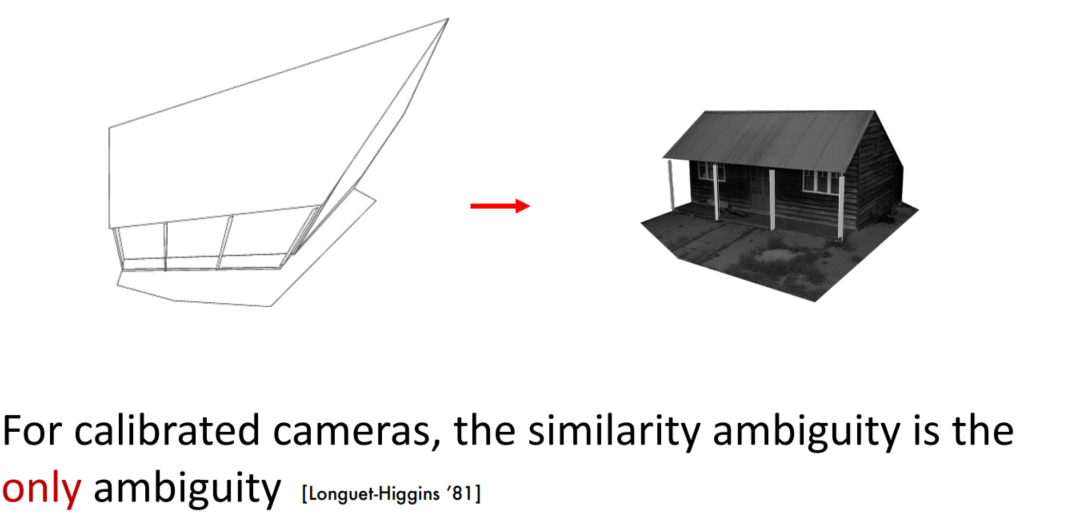 For calibrated cameras, the similarity ambiguity is the
only ambiguity [Longuet-Higgins ’81]